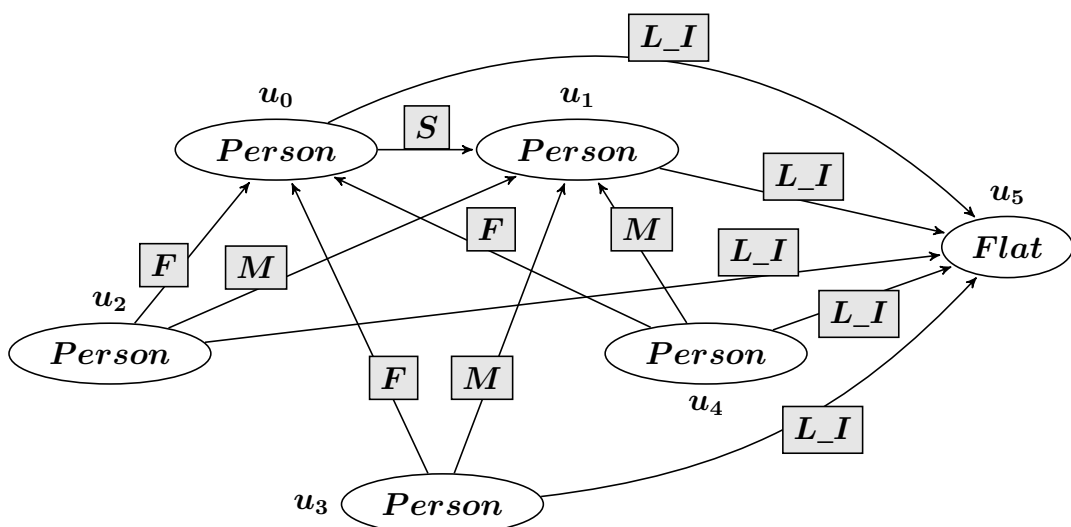 L_I
u0 u1
Person S Person
L_I
u5
Flat
F M F M L_I
u2
Person Person L_I
u4
F M
L_I
u3 Person